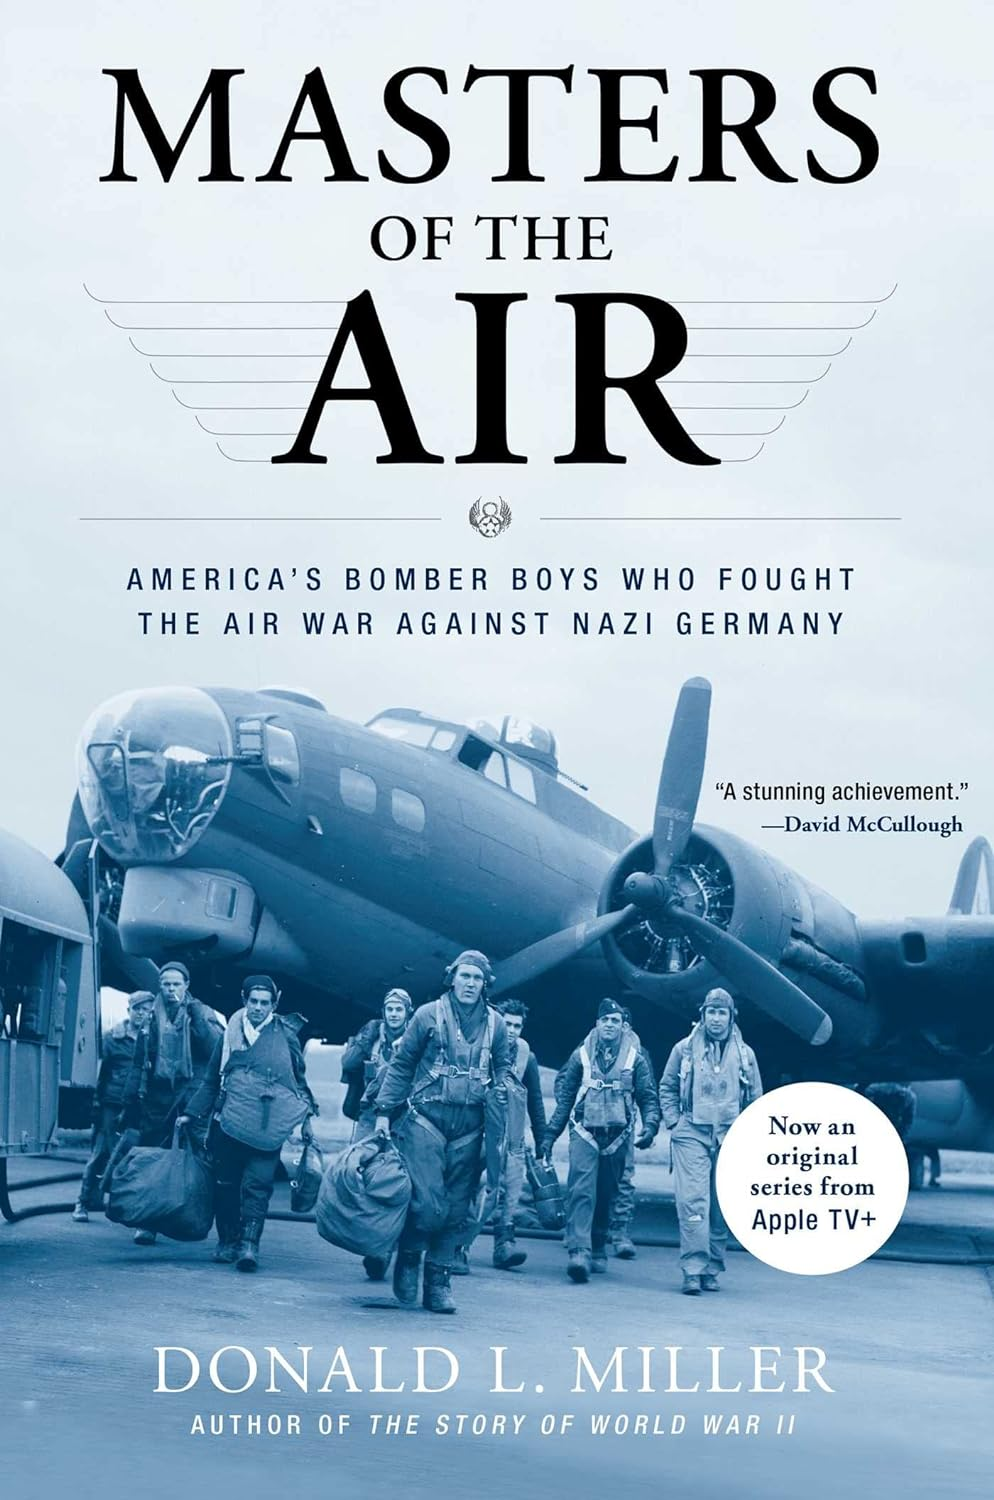 MASTERS
OF THE
AIR
AMERICA'S BOMBER BOYS WHO FOUGHT
THE AIR WAR AGAINST NAZI GERMANY
"A stunning achievement."
—David McCullough
Now an
original
series from
Apple TV+
DONALD L. MILLER
AUTHOR OF THE STORY OF WORLD WAR II